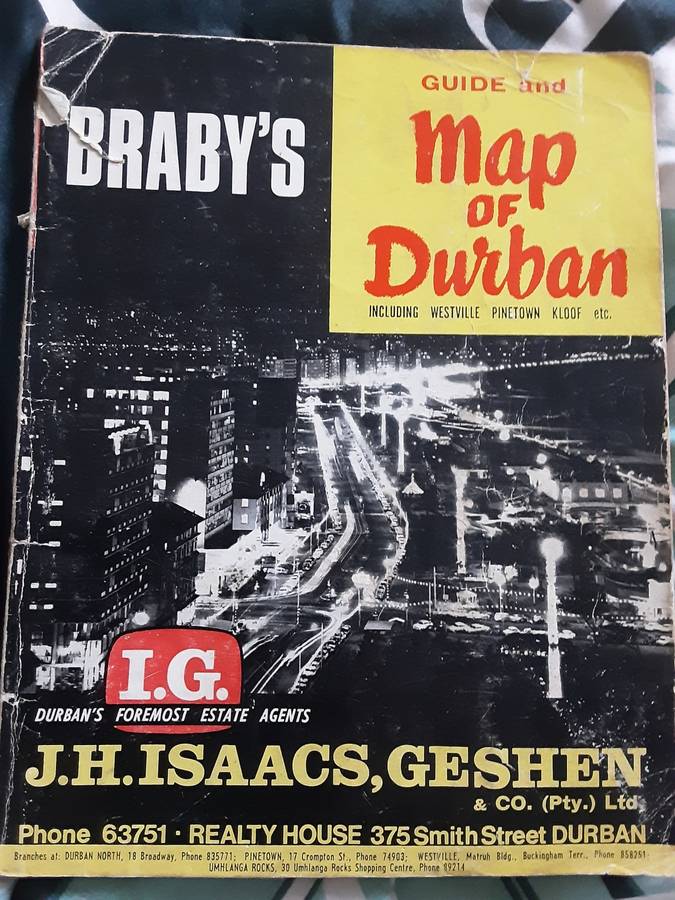 BRABY'S
GUIDE and
Map
OF
Durban
INCLUDING WESTVILLE PINETOWN KLOOF etc.
I.G.
DURBAN'S FOREMOST ESTATE AGENTS
J.H.ISAACS, GESHEN
& CO. (Pty.) Ltd.
Phone 63751 · REALTY HOUSE 375 Smith Street DURBAN
Branches at: DURBAN NORTH, 18 Broadway, Phone 835771; PINETOWN, 17 Crompton St., Phone 74903; WESTVILLE, Matruh Bldg., Buckingham Terr., Phone 858251
UMHLANGA ROCKS, 30 Umhlanga Rocks Shopping Centre, Phone 89214